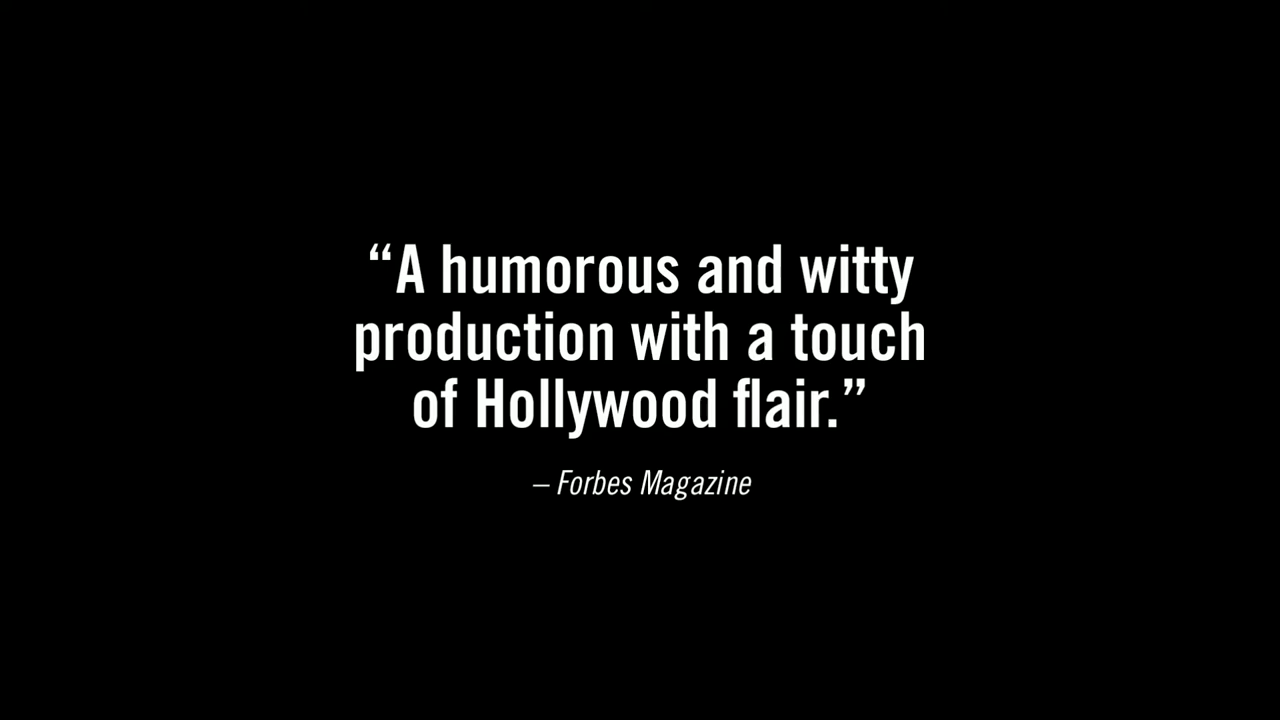 “A humorous and witty
production with a touch
of Hollywood flair.”
– Forbes Magazine